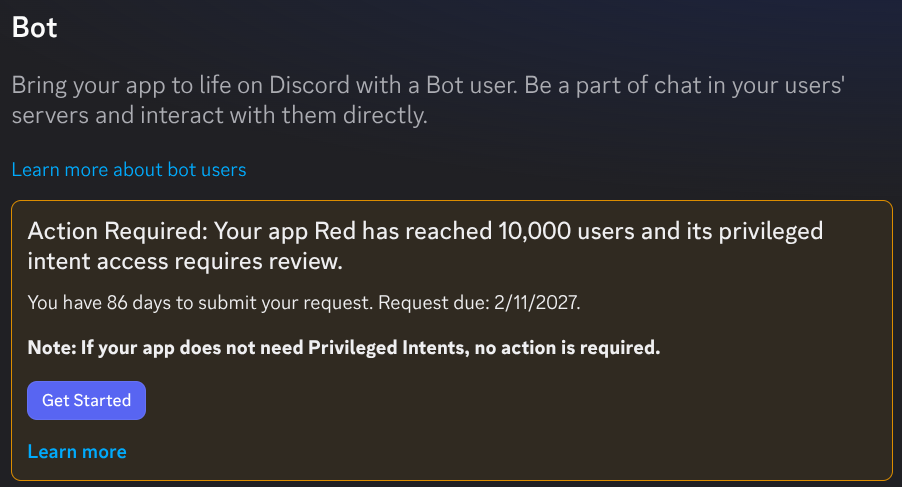 Bot
Bring your app to life on Discord with a Bot user. Be a part of chat in your users'
servers and interact with them directly.
Learn more about bot users
Action Required: Your app Red has reached 10,000 users and its privileged
intent access requires review.
You have 86 days to submit your request. Request due: 2/11/2027.
Note: If your app does not need Privileged Intents, no action is required.
Get Started
Learn more